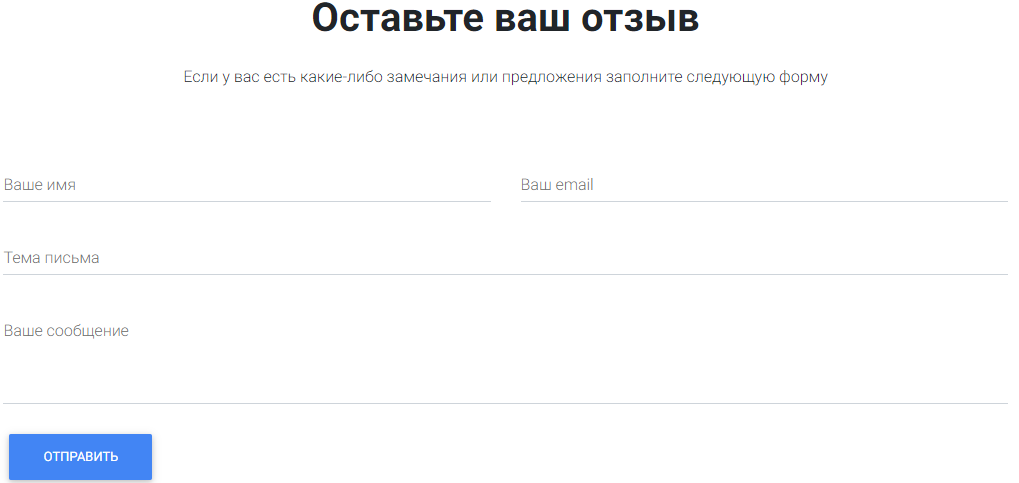 Оставьте ваш отзыв
Если у вас есть какие-либо замечания или предложения заполните следующую форму
Ваше имя
Ваш email
Тема письма
Ваше сообщение
ОТПРАВИТЬ